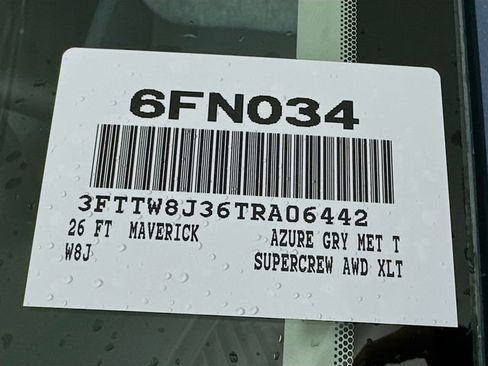 6FN034
3FTTW8J36TRA06442
26 FT MAVERICK AZURE GRY MET T
W8J SUPERCREW AWD XLT